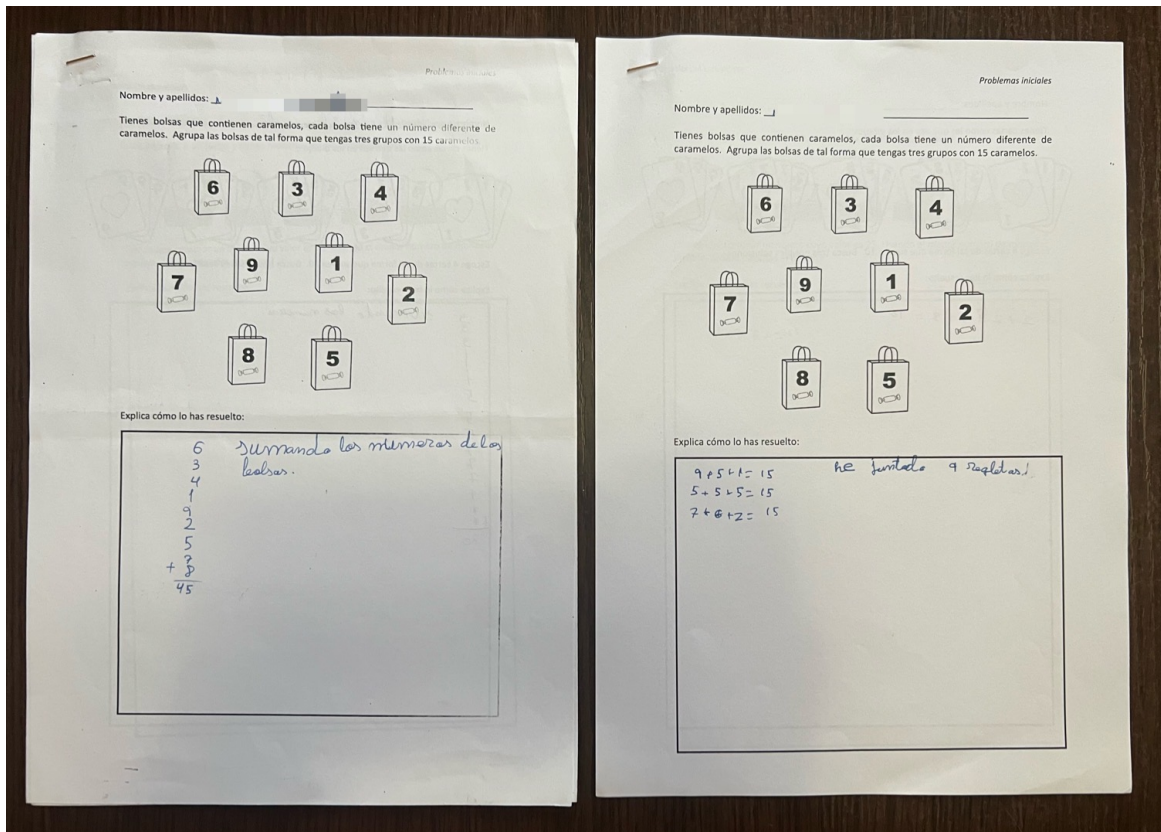 Problemas iniciales
Nombre y apellidos:
Tienes bolsas que contienen caramelos, cada bolsa tiene un número diferente de
caramelos. Agrupa las bolsas de tal forma que tengas tres grupos con 15 caramelos.
6 3 4
7 9 1 2
8 5
Explica cómo lo has resuelto:
6 sumando los numeros de los
3 bolsas.
4
1
9
2
5
7
+ 8
45
Problemas iniciales
Nombre y apellidos:
Tienes bolsas que contienen caramelos, cada bolsa tiene un número diferente de
caramelos. Agrupa las bolsas de tal forma que tengas tres grupos con 15 caramelos.
6 3 4
7 9 1 2
8 5
Explica cómo lo has resuelto:
9+5+1=15 he juntado 9 regletas!
5+5+5=15
7+6+2=15